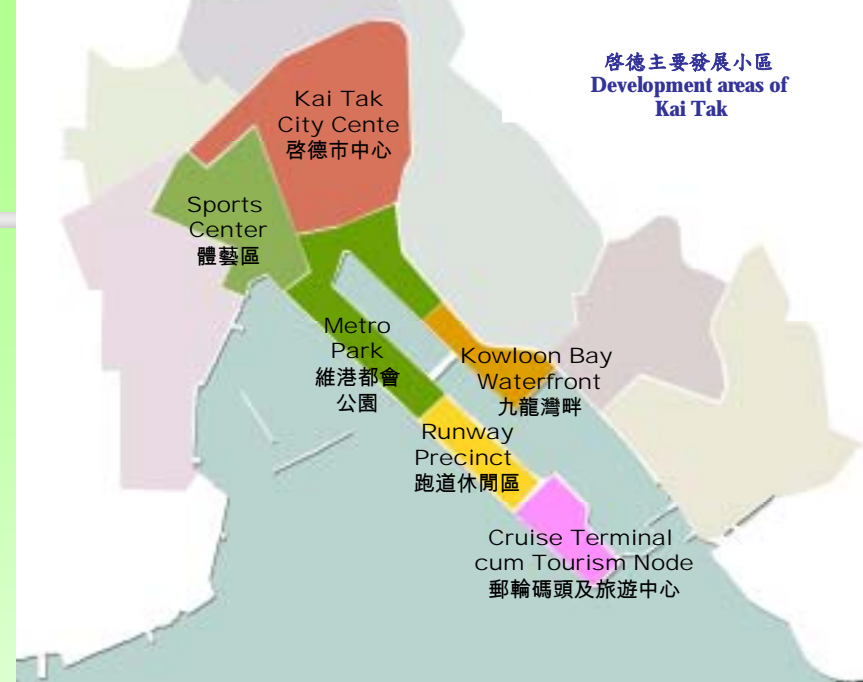 啓德主要發展小區
Development areas of
Kai Tak
Kai Tak
City Cente
啓德市中心
Sports
Center
體藝區
Metro
Park
維港都會
公園
Kowloon Bay
Waterfront
九龍灣畔
Runway
Precinct
跑道休閒區
Cruise Terminal
cum Tourism Node
郵輪碼頭及旅遊中心